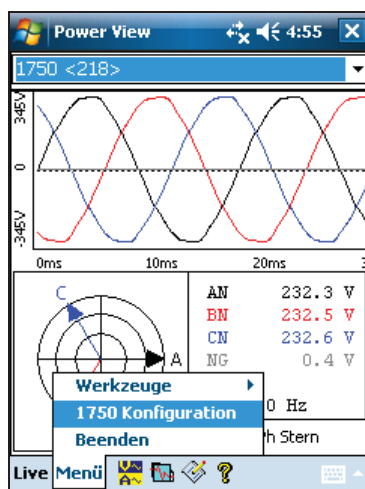 Power View 4:55
1750 <218>
345V
0
-345V
0ms 10ms 20ms 3
C
A
AN 232.3 V
BN 232.5 V
CN 232.6 V
NG 0.4 V
0 Hz
h Stern
Werkzeuge
1750 Konfiguration
Beenden
Live Menü